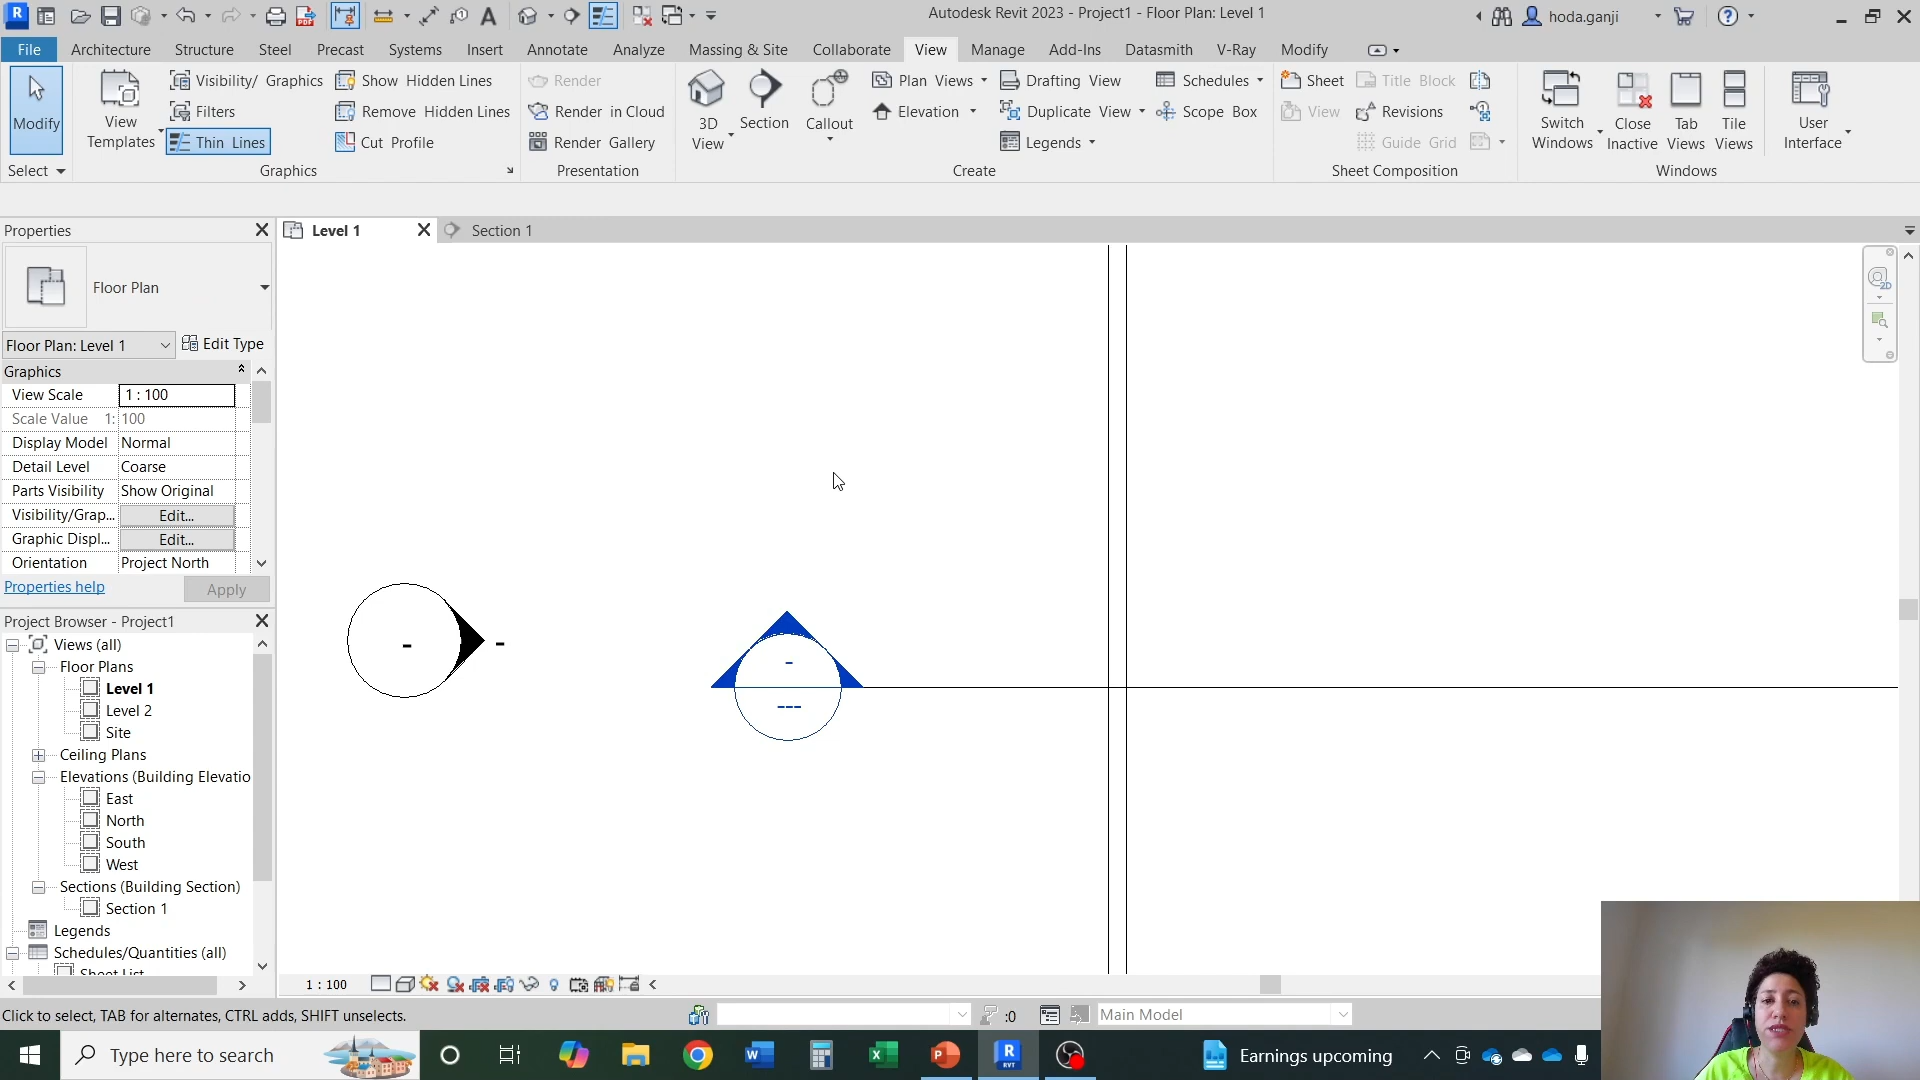 Autodesk Revit 2023 - Project1 - Floor Plan: Level 1
hoda.ganji
File Architecture Structure Steel Precast Systems Insert Annotate Analyze Massing & Site Collaborate View Manage Add-Ins Datasmith V-Ray Modify
Modify
View
Templates
Visibility/ Graphics
Filters
Thin Lines
Show Hidden Lines
Remove Hidden Lines
Cut Profile
Render
Render in Cloud
Render Gallery
3D
View
Section
Callout
Plan Views
Elevation
Drafting View
Duplicate View
Legends
Schedules
Scope Box
Sheet
View
Title Block
Revisions
Guide Grid
Switch
Windows
Close
Inactive
Tab
Views
Tile
Views
User
Interface
Select
Graphics
Presentation
Create
Sheet Composition
Windows
Properties
Level 1
Section 1
Floor Plan
Floor Plan: Level 1
Edit Type
Graphics
View Scale 1 : 100
Scale Value 1: 100
Display Model Normal
Detail Level Coarse
Parts Visibility Show Original
Visibility/Grap... Edit...
Graphic Displ... Edit...
Orientation Project North
Properties help
Apply
Project Browser - Project1
Views (all)
Floor Plans
Level 1
Level 2
Site
Ceiling Plans
Elevations (Building Elevatio
East
North
South
West
Sections (Building Section)
Section 1
Legends
Schedules/Quantities (all)
Sheet List
-
-
-
---
2D
1 : 100
Click to select, TAB for alternates, CTRL adds, SHIFT unselects.
:0
Main Model
Type here to search
Earnings upcoming